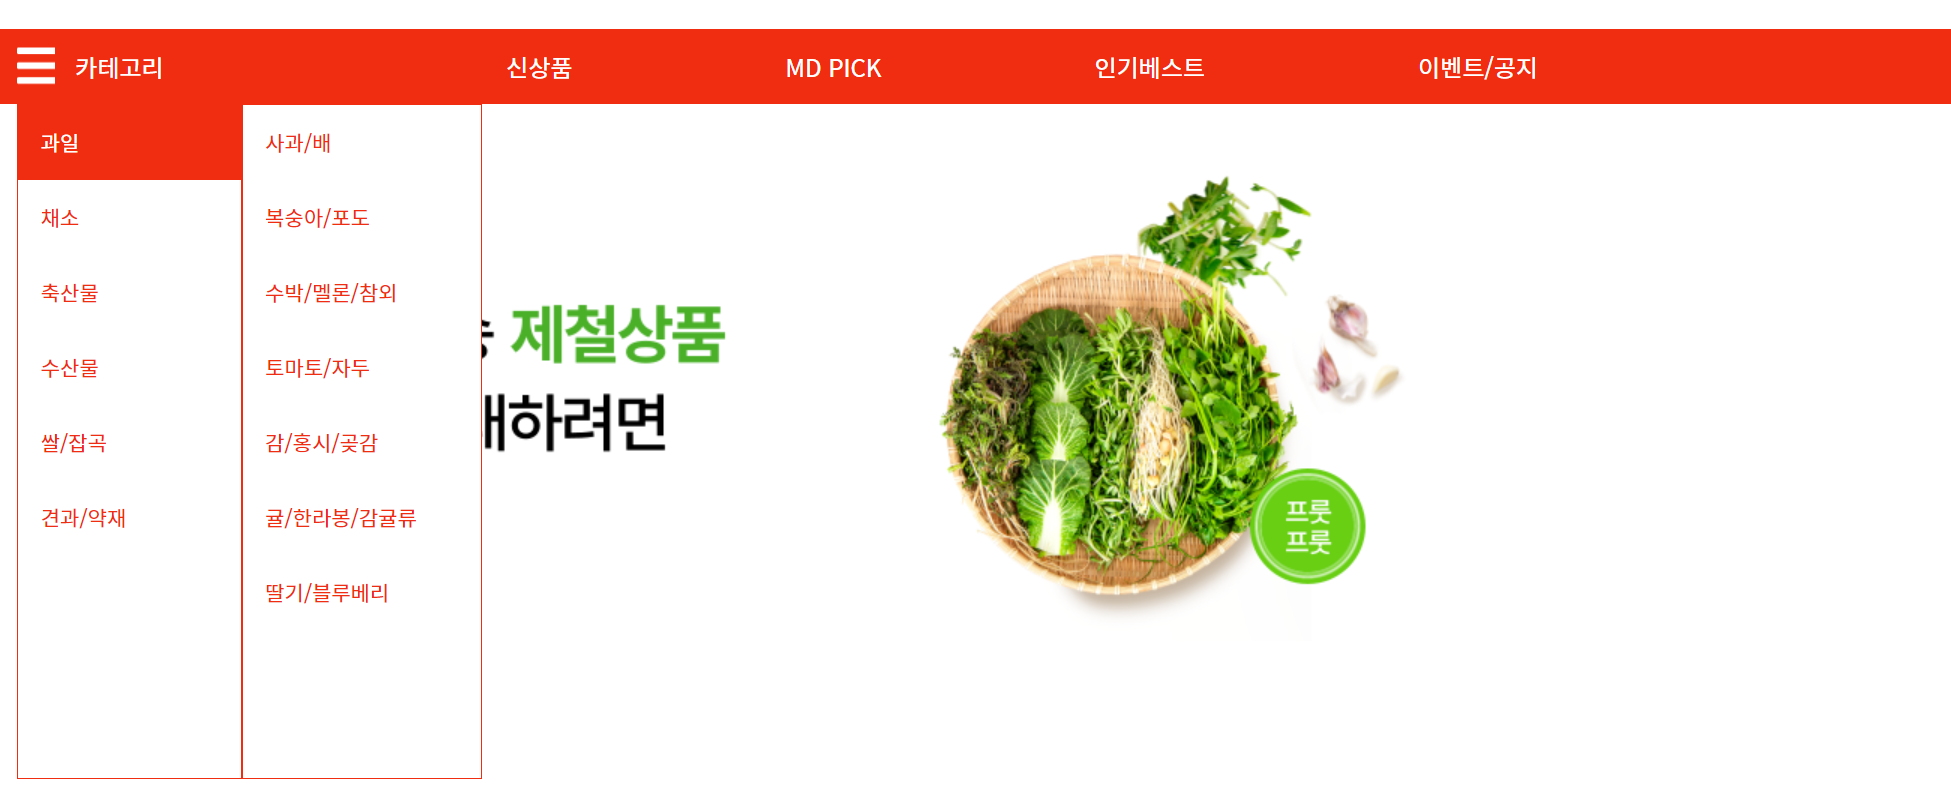 카테고리
신상품
MD PICK
인기베스트
이벤트/공지
과일
채소
축산물
수산물
쌀/잡곡
견과/약재
사과/배
복숭아/포도
수박/멜론/참외
토마토/자두
감/홍시/곶감
귤/한라봉/감귤류
딸기/블루베리
제철상품
하려면
프룻
프룻